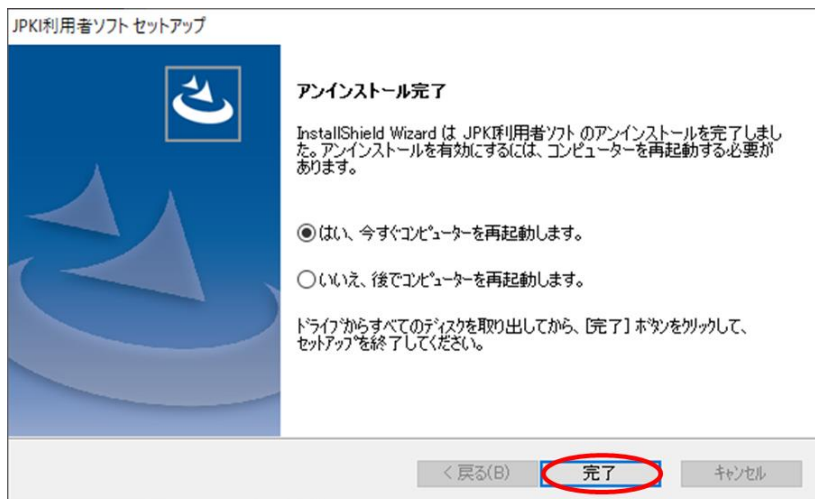 JPKI利用者ソフト セットアップ
アンインストール完了
InstallShield Wizard は JPKI利用者ソフト のアンインストールを完了しまし
た。アンインストールを有効にするには、コンピューターを再起動する必要が
あります。
はい、今すぐコンピューターを再起動します。
いいえ、後でコンピューターを再起動します。
ドライブからすべてのディスクを取り出してから、[完了] ボタンをクリックして、
セットアップを終了してください。
< 戻る(B)
完了
キャンセル